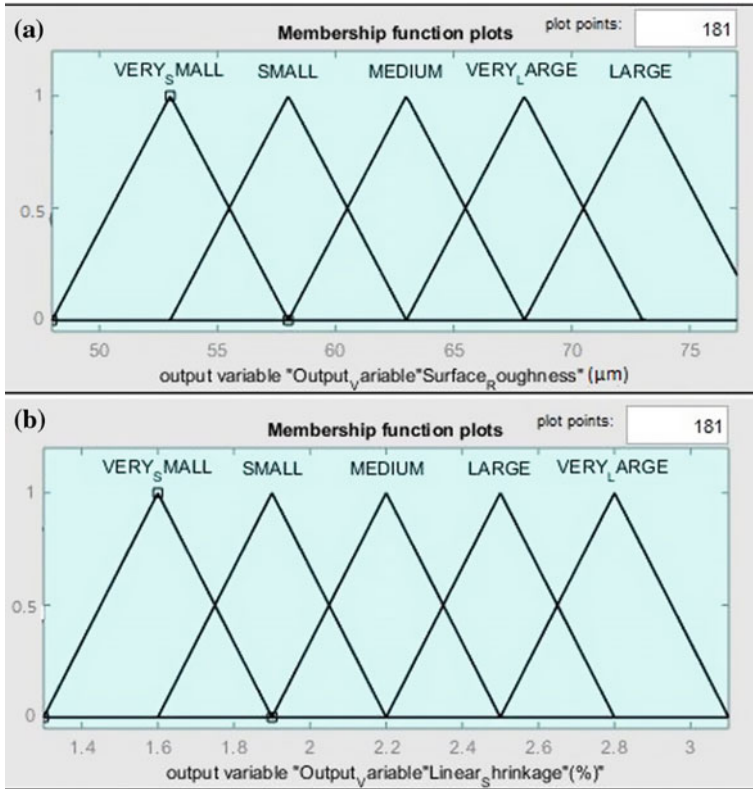 (a) Membership function plots plot points: 181
VERY_SMALL SMALL MEDIUM VERY_LARGE LARGE
1
0.5
0
50 55 60 65 70 75
output variable "Output_Variable"Surface_Roughness" (μm)
(b) Membership function plots plot points: 181
VERY_SMALL SMALL MEDIUM LARGE VERY_LARGE
1
0.5
0
1.4 1.6 1.8 2 2.2 2.4 2.6 2.8 3
output variable "Output_Variable"Linear_Shrinkage"(%)"